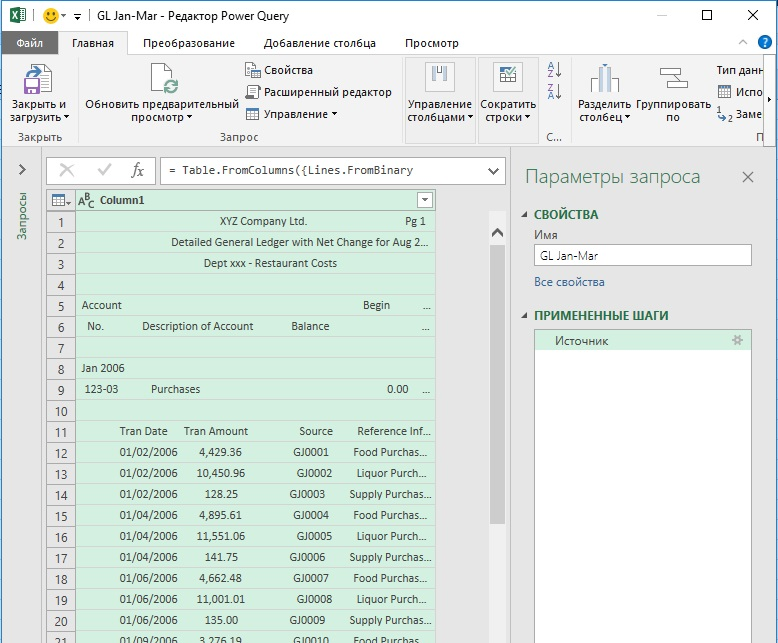 GL Jan-Mar - Редактор Power Query
Файл Главная Преобразование Добавление столбца Просмотр
Закрыть и загрузить
Закрыть
Обновить предварительный просмотр
Свойства
Расширенный редактор
Управление
Запрос
Управление столбцами
Сократить строки
С...
Разделить столбец
Группировать по
Тип данн
Испо
Заме
П
Запросы
fx = Table.FromColumns({Lines.FromBinary
ABC Column1
1 XYZ Company Ltd. Pg 1
2 Detailed General Ledger with Net Change for Aug 2...
3 Dept xxx - Restaurant Costs
4
5 Account Begin ...
6 No. Description of Account Balance ...
7
8 Jan 2006
9 123-03 Purchases 0.00 ...
10
11 Tran Date Tran Amount Source Reference Inf...
12 01/02/2006 4,429.36 GJ0001 Food Purchas...
13 01/02/2006 10,450.96 GJ0002 Liquor Purch...
14 01/02/2006 128.25 GJ0003 Supply Purchas...
15 01/04/2006 4,895.61 GJ0004 Food Purchas...
16 01/04/2006 11,551.06 GJ0005 Liquor Purch...
17 01/04/2006 141.75 GJ0006 Supply Purchas...
18 01/06/2006 4,662.48 GJ0007 Food Purchas...
19 01/06/2006 11,001.01 GJ0008 Liquor Purch...
20 01/06/2006 135.00 GJ0009 Supply Purchas...
21 01/09/2006 3,276.19 GJ0010 Food Purchas...
Параметры запроса
СВОЙСТВА
Имя
GL Jan-Mar
Все свойства
ПРИМЕНЕННЫЕ ШАГИ
Источник